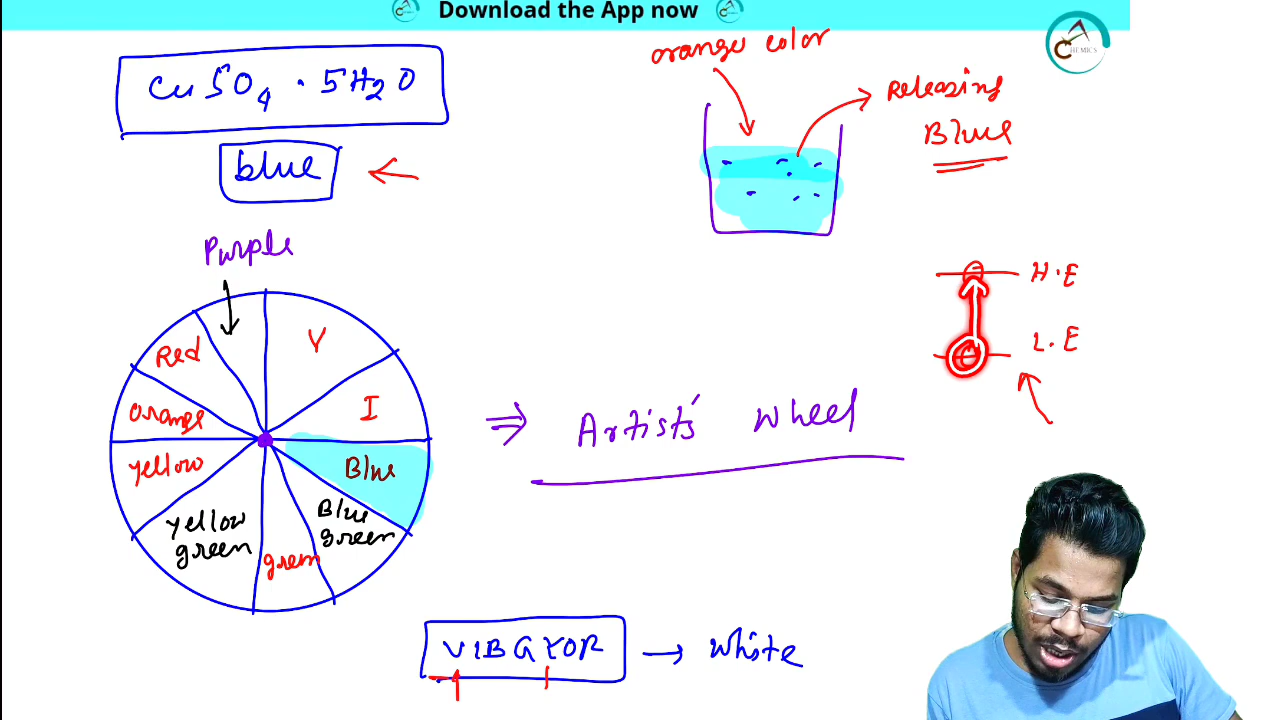 Download the App now
CHEMICS
CuSO4 · 5H2O
blue
orange color
Releasing
Blue
Purple
Red
V
orange
I
yellow
Blue
yellow
green
green
Blue
green
H.E
L.E
⇒ Artists' Wheel
VIBGYOR → White